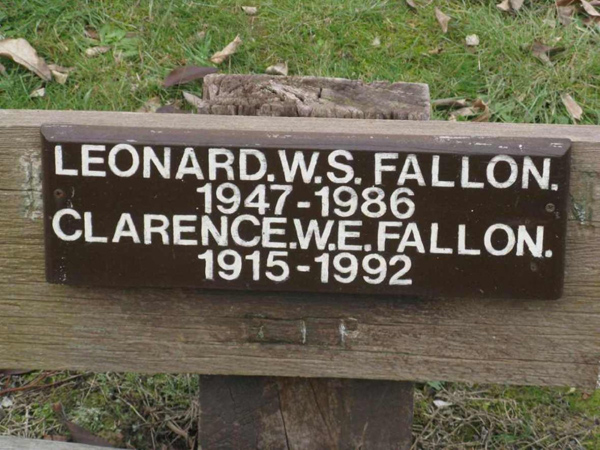 LEONARD.W.S. FALLON.
1947-1986
CLARENCE.W.E.FALLON.
1915-1992